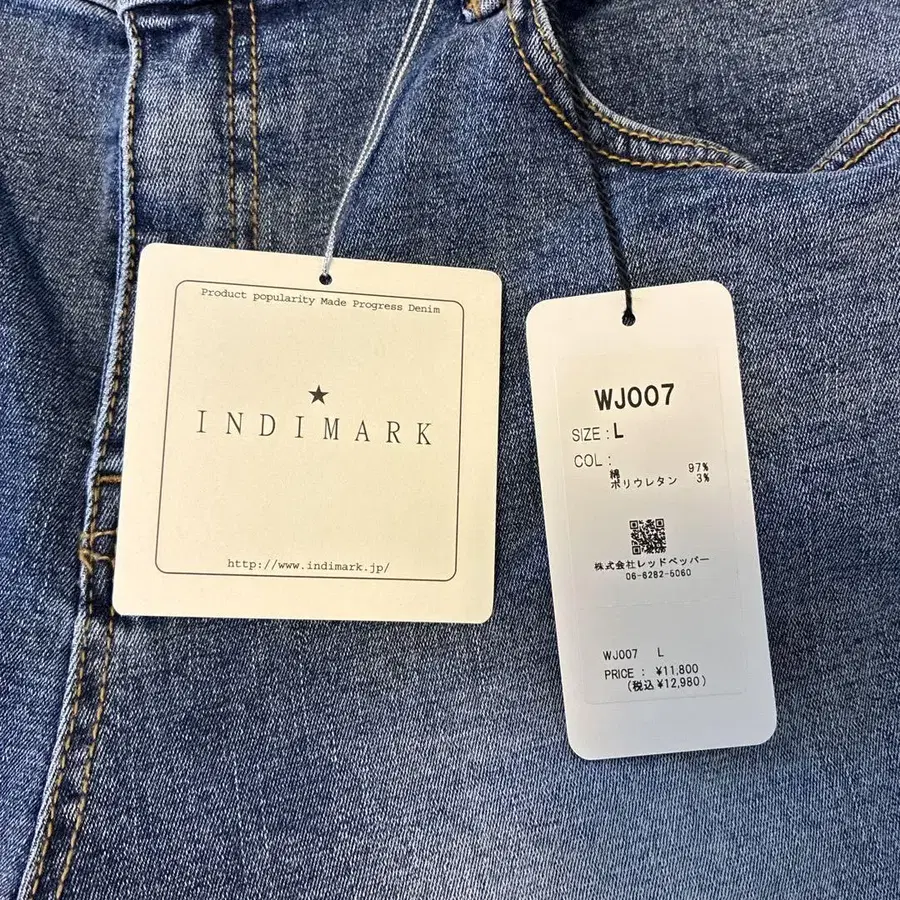 Product popularity Made Progress Denim
★
INDIMARK
http://www.indimark.jp/
WJ007
SIZE : L
COL :
綿 97%
ポリウレタン 3%
株式会社レッドペッパー
06-6282-5060
WJ007 L
PRICE : ¥11,800
(税込¥12,980)